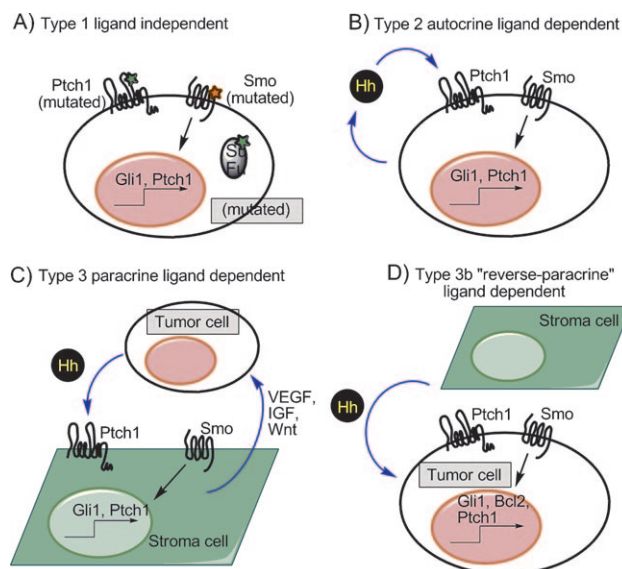 A) Type 1 ligand independent
Ptch1
(mutated)
Smo
(mutated)
Su
Fu
Gli1, Ptch1
(mutated)
B) Type 2 autocrine ligand dependent
Hh
Ptch1
Smo
Gli1, Ptch1
C) Type 3 paracrine ligand dependent
Tumor cell
Hh
VEGF,
IGF,
Wnt
Ptch1
Smo
Gli1, Ptch1
Stroma cell
D) Type 3b "reverse-paracrine"
ligand dependent
Stroma cell
Hh
Ptch1
Smo
Tumor cell
Gli1, Bcl2,
Ptch1